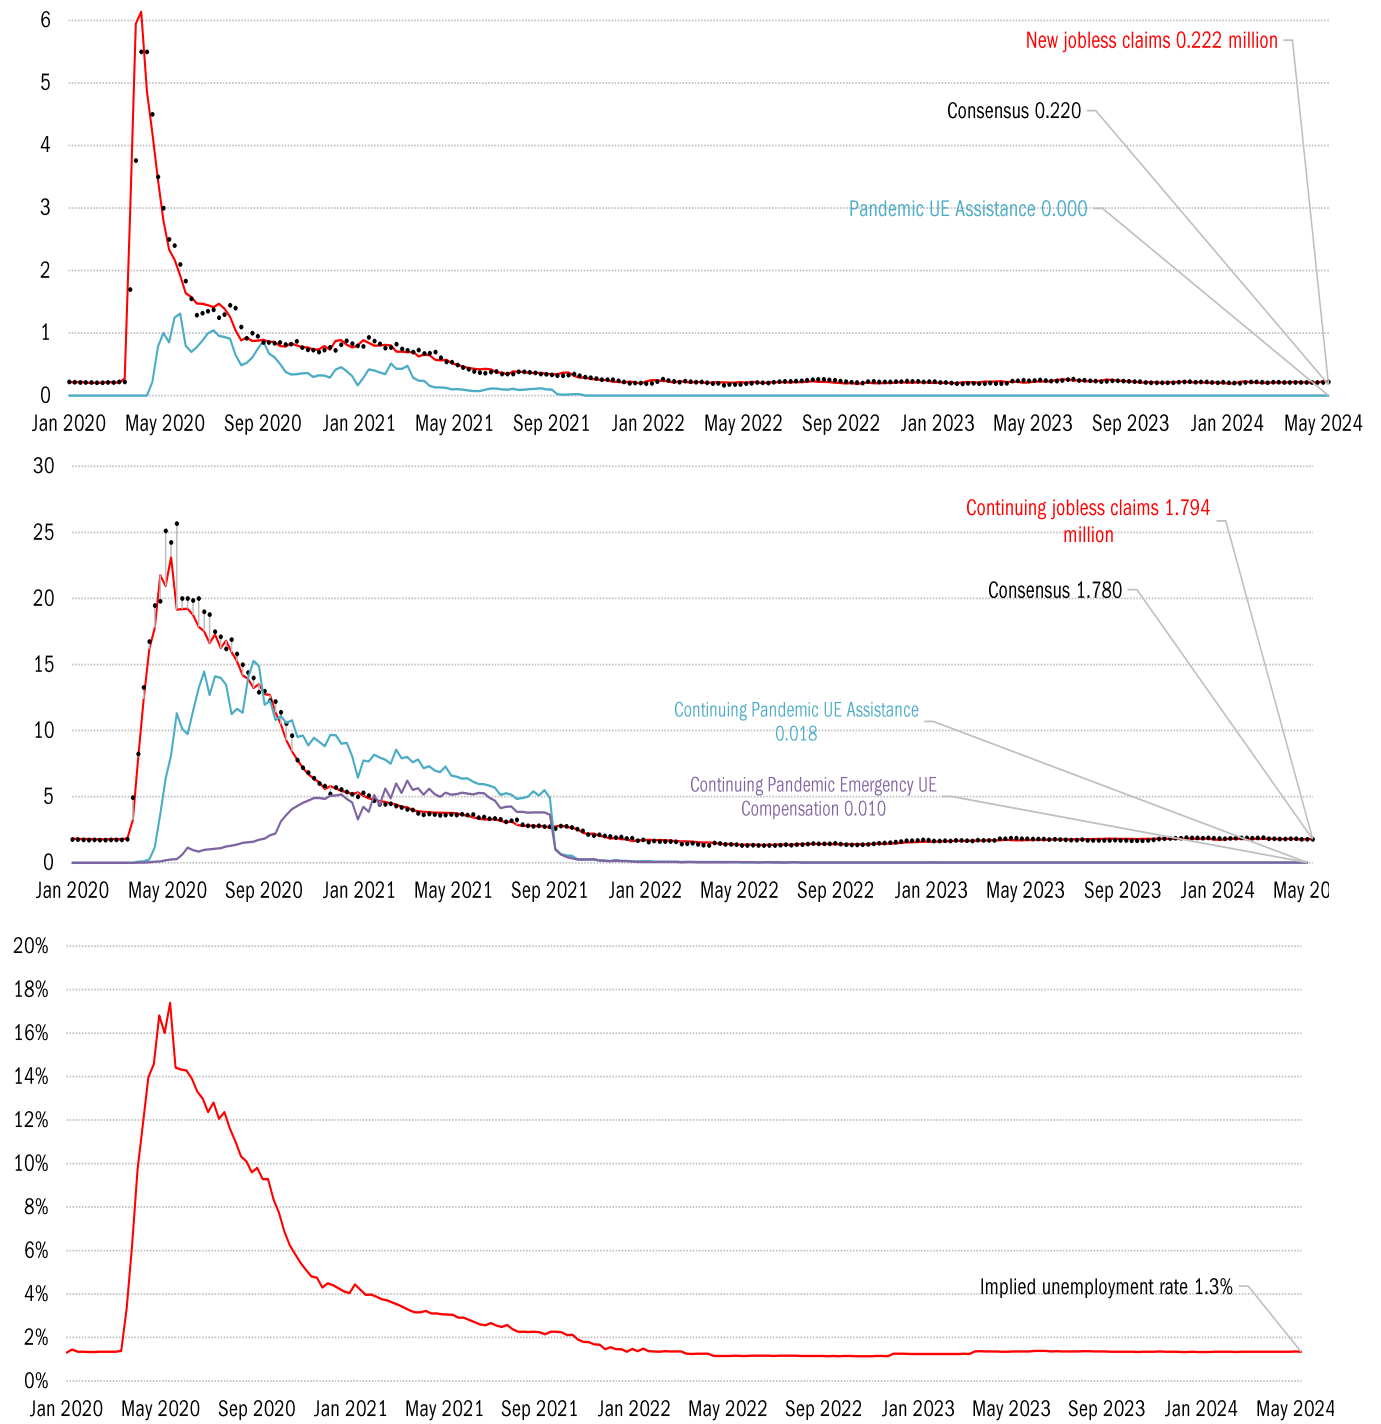 6
New jobless claims 0.222 million
5
Consensus 0.220
4
3
Pandemic UE Assistance 0.000
2
1
0
Jan 2020 May 2020 Sep 2020 Jan 2021 May 2021 Sep 2021 Jan 2022 May 2022 Sep 2022 Jan 2023 May 2023 Sep 2023 Jan 2024 May 2024
30
Continuing jobless claims 1.794
million
25
Consensus 1.780
20
15
Continuing Pandemic UE Assistance
0.018
10
Continuing Pandemic Emergency UE
Compensation 0.010
5
0
Jan 2020 May 2020 Sep 2020 Jan 2021 May 2021 Sep 2021 Jan 2022 May 2022 Sep 2022 Jan 2023 May 2023 Sep 2023 Jan 2024 May 20
20%
18%
16%
14%
12%
10%
8%
6%
Implied unemployment rate 1.3%
4%
2%
0%
Jan 2020 May 2020 Sep 2020 Jan 2021 May 2021 Sep 2021 Jan 2022 May 2022 Sep 2022 Jan 2023 May 2023 Sep 2023 Jan 2024 May 2024